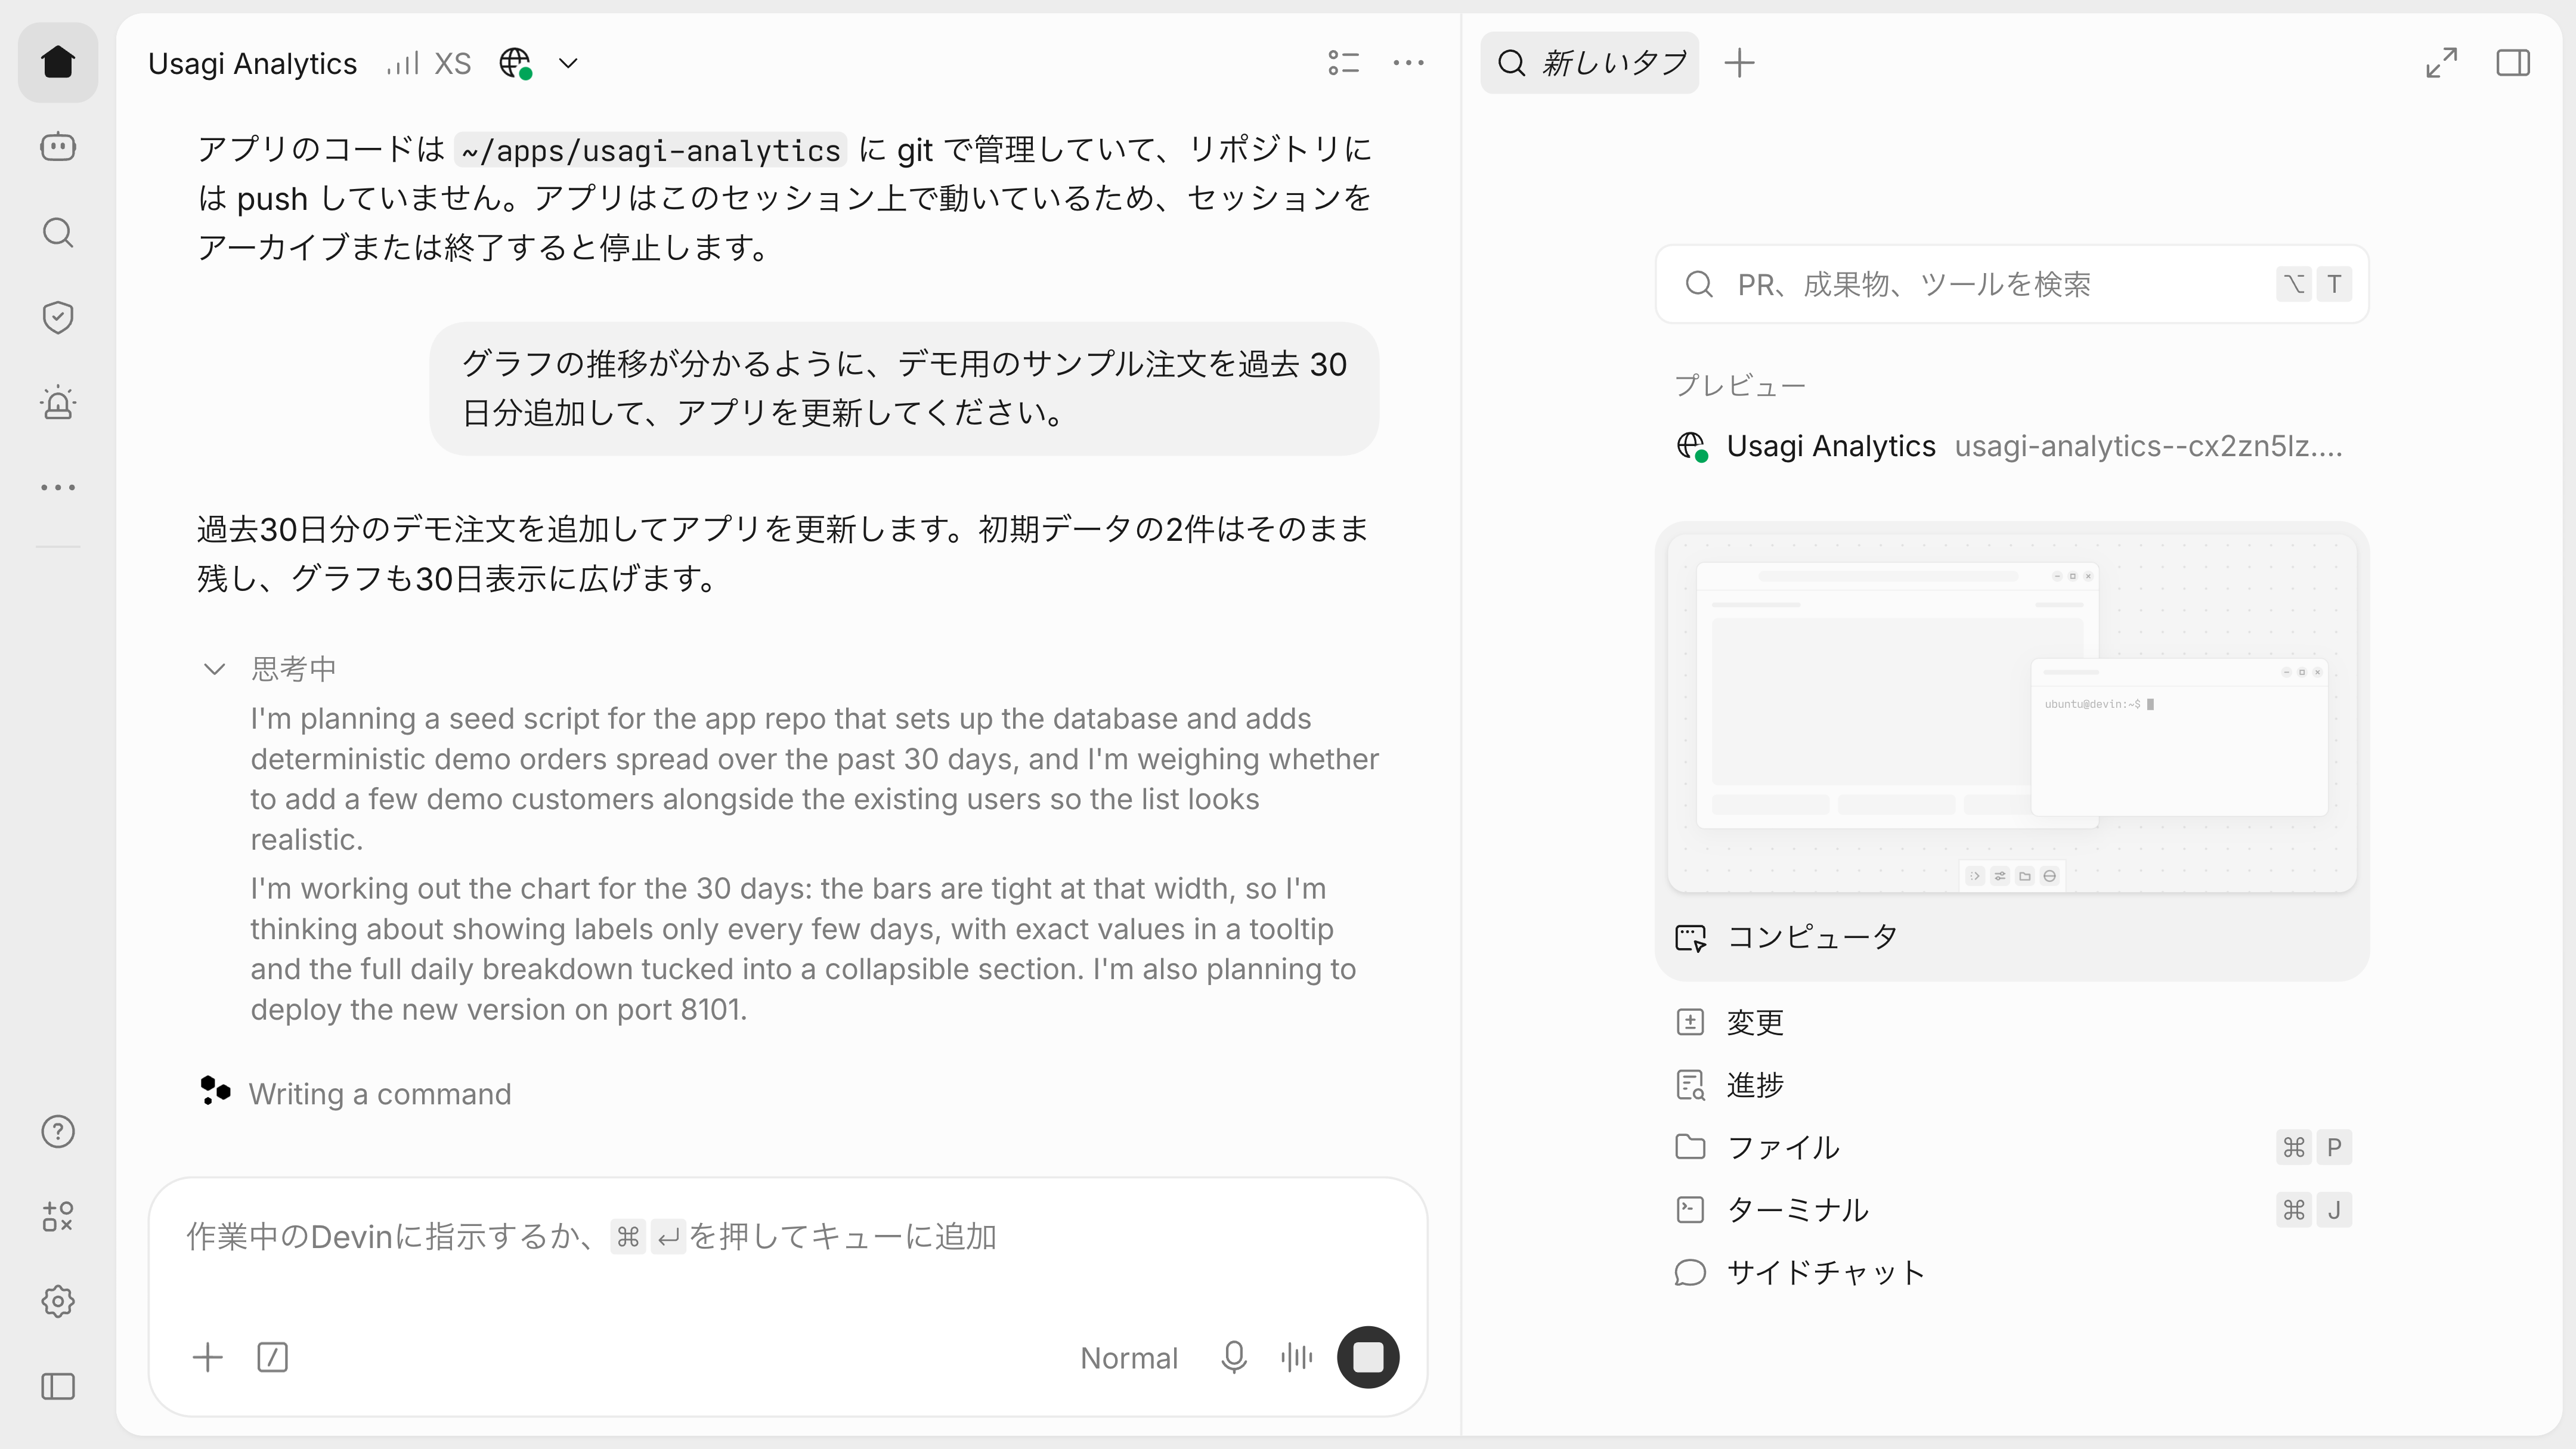 Usagi Analytics XS
アプリのコードは ~/apps/usagi-analytics に git で管理していて、リポジトリに
は push していません。アプリはこのセッション上で動いているため、セッションを
アーカイブまたは終了すると停止します。
グラフの推移が分かるように、デモ用のサンプル注文を過去 30
日分追加して、アプリを更新してください。
過去30日分のデモ注文を追加してアプリを更新します。初期データの2件はそのまま
残し、グラフも30日表示に広げます。
思考中
I'm planning a seed script for the app repo that sets up the database and adds
deterministic demo orders spread over the past 30 days, and I'm weighing whether
to add a few demo customers alongside the existing users so the list looks
realistic.
I'm working out the chart for the 30 days: the bars are tight at that width, so I'm
thinking about showing labels only every few days, with exact values in a tooltip
and the full daily breakdown tucked into a collapsible section. I'm also planning to
deploy the new version on port 8101.
Writing a command
作業中のDevinに指示するか、⌘ ↵ を押してキューに追加
Normal
新しいタブ
PR、成果物、ツールを検索 ⌥ T
プレビュー
Usagi Analytics usagi-analytics--cx2zn5lz....
ubuntu@devin:~$
コンピュータ
変更
進捗
ファイル ⌘ P
ターミナル ⌘ J
サイドチャット